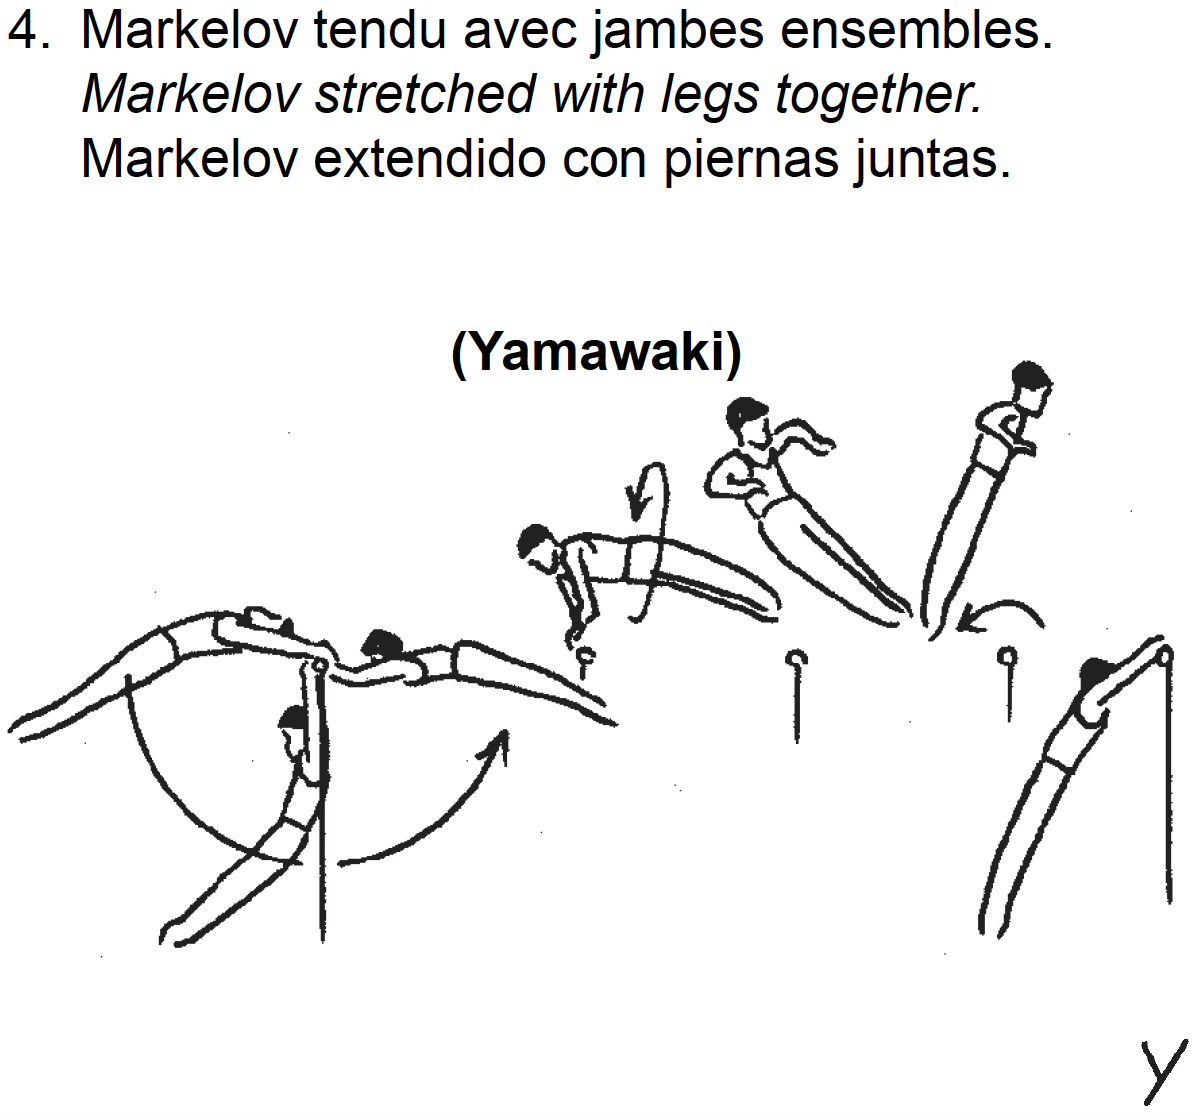 4. Markelov tendu avec jambes ensembles.
Markelov stretched with legs together.
Markelov extendido con piernas juntas.
(Yamawaki)
Y